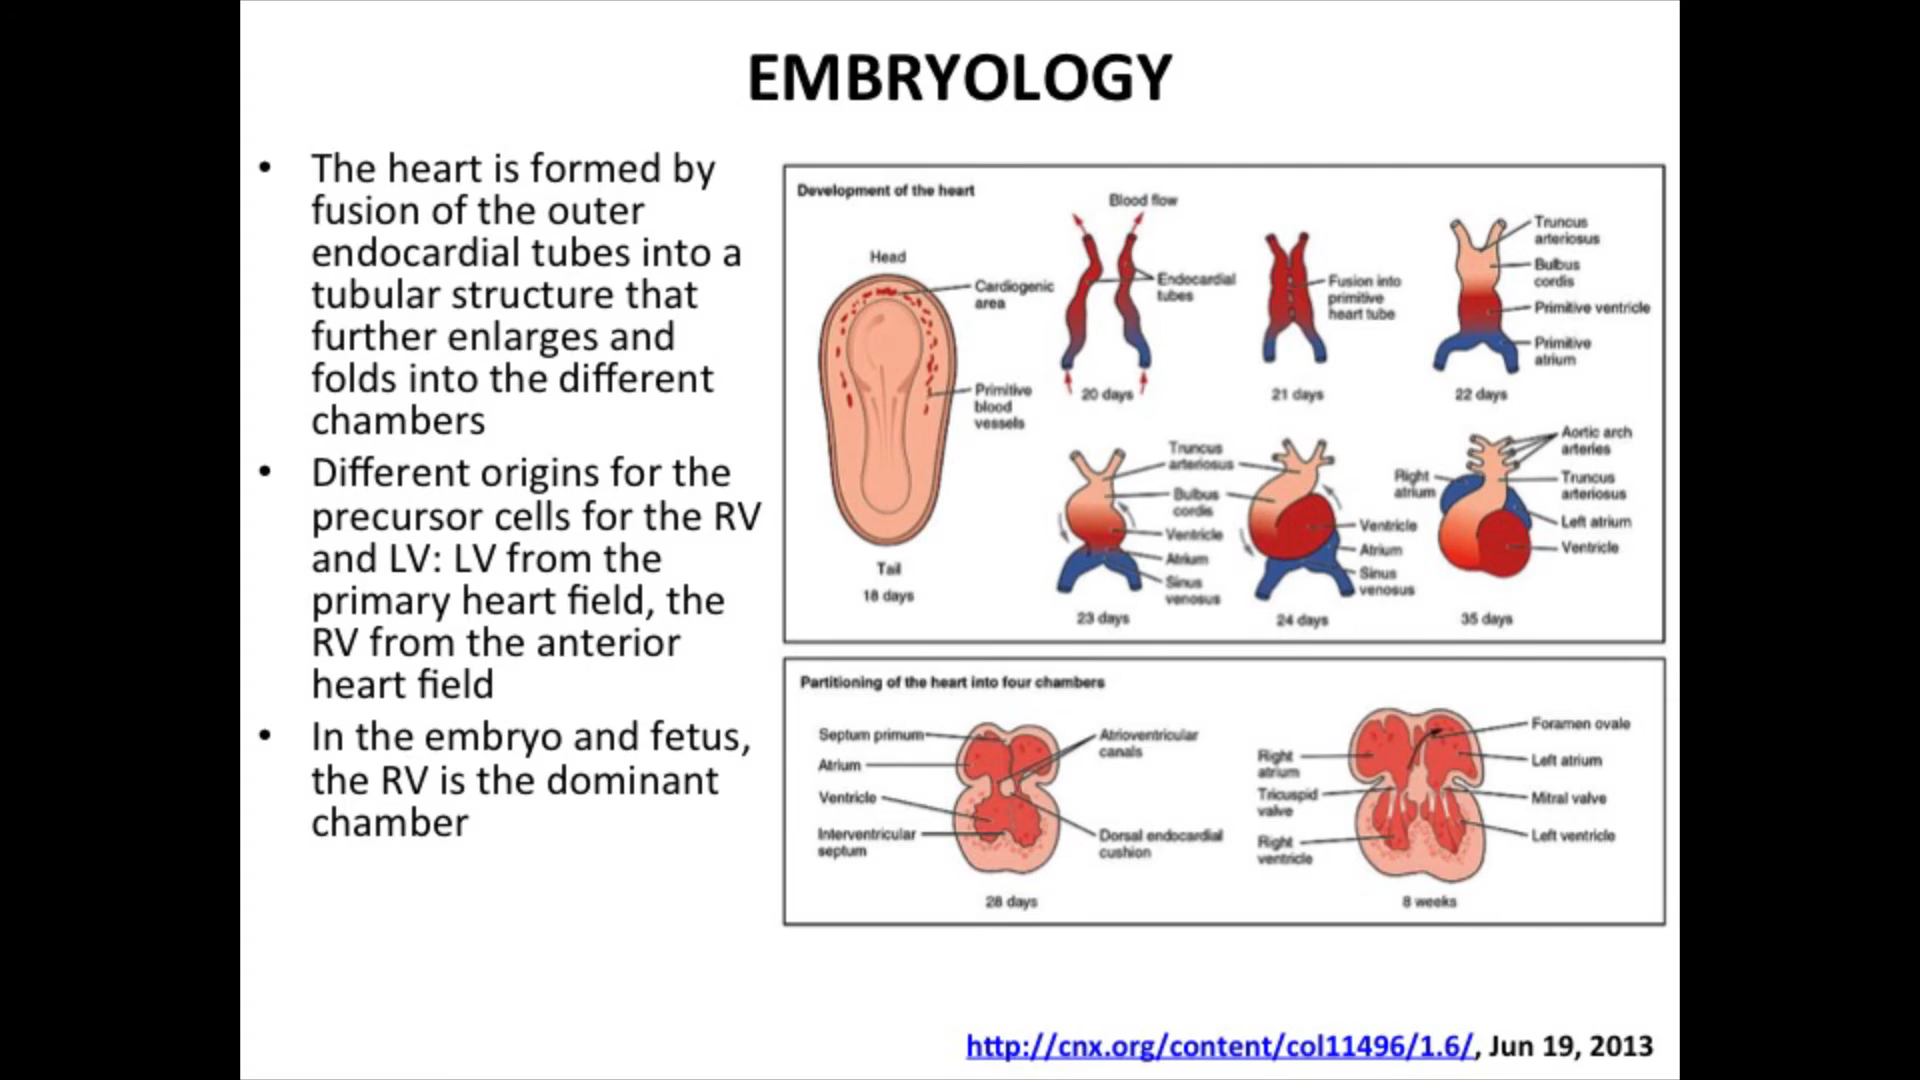 EMBRYOLOGY
• The heart is formed by
fusion of the outer
endocardial tubes into a
tubular structure that
further enlarges and
folds into the different
chambers
• Different origins for the
precursor cells for the RV
and LV: LV from the
primary heart field, the
RV from the anterior
heart field
• In the embryo and fetus,
the RV is the dominant
chamber
Development of the heart
Head
Cardiogenic
area
Primitive
blood
vessels
Tail
18 days
Blood flow
Endocardial
tubes
20 days
Fusion into
primitive
heart tube
21 days
Truncus
arteriosus
Bulbus
cordis
Primitive ventricle
Primitive
atrium
22 days
Truncus
arteriosus
Bulbus
cordis
Ventricle
Atrium
Sinus
venosus
23 days
Ventricle
Atrium
Sinus
venosus
24 days
Right
atrium
Aortic arch
arteries
Truncus
arteriosus
Left atrium
Ventricle
35 days
Partitioning of the heart into four chambers
Septum primum
Atrium
Ventricle
Interventricular
septum
Atrioventricular
canals
Dorsal endocardial
cushion
28 days
Right
atrium
Tricuspid
valve
Right
ventricle
Foramen ovale
Left atrium
Mitral valve
Left ventricle
8 weeks
http://cnx.org/content/col11496/1.6/, Jun 19, 2013